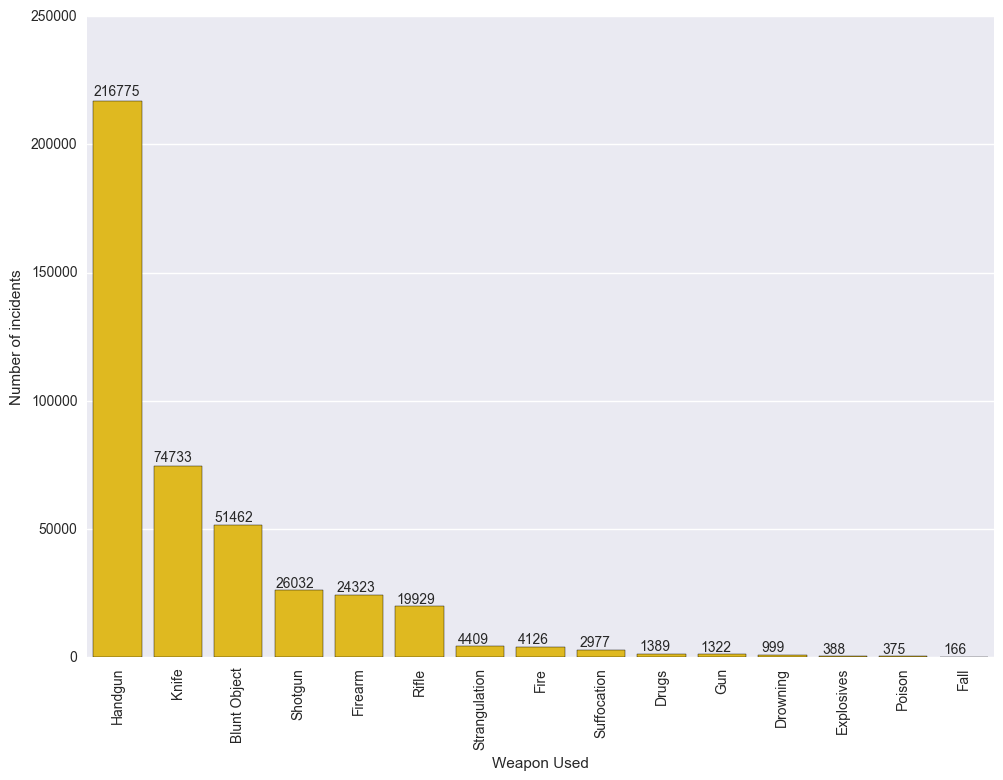 250000
200000
150000
100000
50000
0
Number of incidents
216775
74733
51462
26032
24323
19929
4409
4126
2977
1389
1322
999
388
375
166
Handgun
Knife
Blunt Object
Shotgun
Firearm
Rifle
Strangulation
Fire
Suffocation
Drugs
Gun
Drowning
Explosives
Poison
Fall
Weapon Used